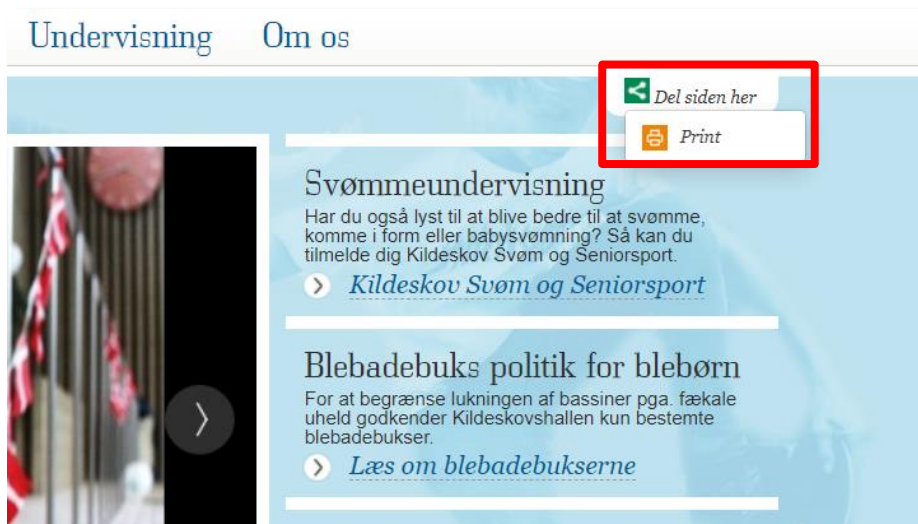 Undervisning Om os
Del siden her
Print
Svømmeundervisning
Har du også lyst til at blive bedre til at svømme,
komme i form eller babysvømning? Så kan du
tilmelde dig Kildeskov Svøm og Seniorsport.
Kildeskov Svøm og Seniorsport
Blebadebuks politik for blebørn
For at begrænse lukningen af bassiner pga. fækale
uheld godkender Kildeskovshallen kun bestemte
blebadebukser.
Læs om blebadebukserne